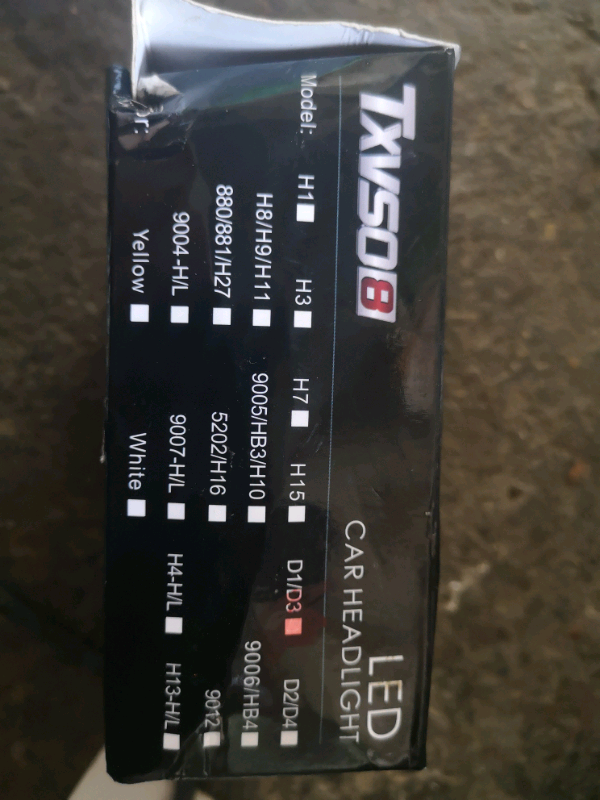 TXVSO8
LED
CAR HEADLIGHT
Model: H1 H3 H7 H15 D1/D3 D2/D4
H8/H9/H11 9005/HB3/H10 9006/HB4
880/881/H27 5202/H16 9012
9004-H/L 9007-H/L H4-H/L H13-H/L
Yellow White